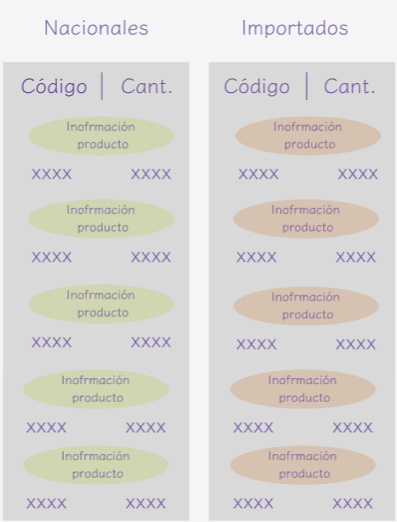 Nacionales
Importados
Código | Cant.
Código | Cant.
Inofrmación
producto
Inofrmación
producto
XXXX XXXX
XXXX XXXX
Inofrmación
producto
Inofrmación
producto
XXXX XXXX
XXXX XXXX
Inofrmación
producto
Inofrmación
producto
XXXX XXXX
XXXX XXXX
Inofrmación
producto
Inofrmación
producto
XXXX XXXX
XXXX XXXX
Inofrmación
producto
Inofrmación
producto
XXXX XXXX
XXXX XXXX